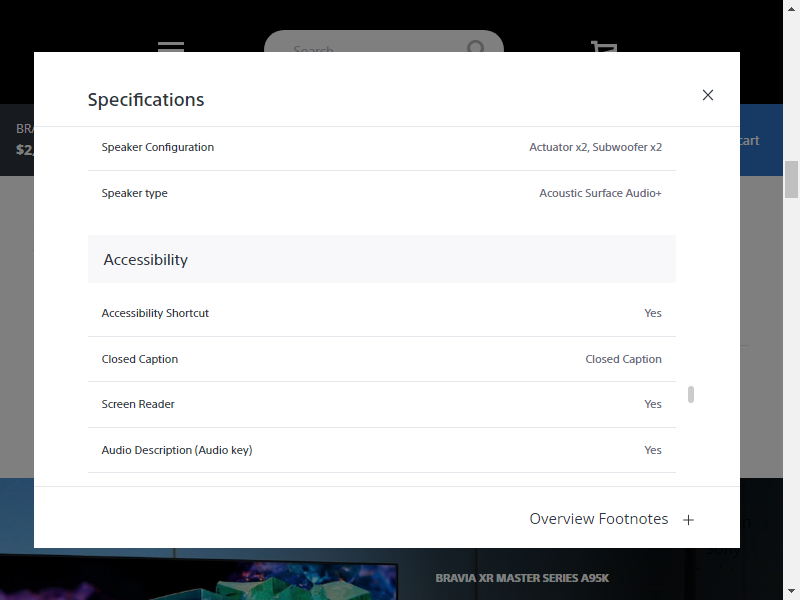 Search
Specifications
BRA
$2,
cart
Speaker Configuration Actuator x2, Subwoofer x2
Speaker type Acoustic Surface Audio+
Accessibility
Accessibility Shortcut Yes
Closed Caption Closed Caption
Screen Reader Yes
Audio Description (Audio key) Yes
Overview Footnotes +
BRAVIA XR MASTER SERIES A95K